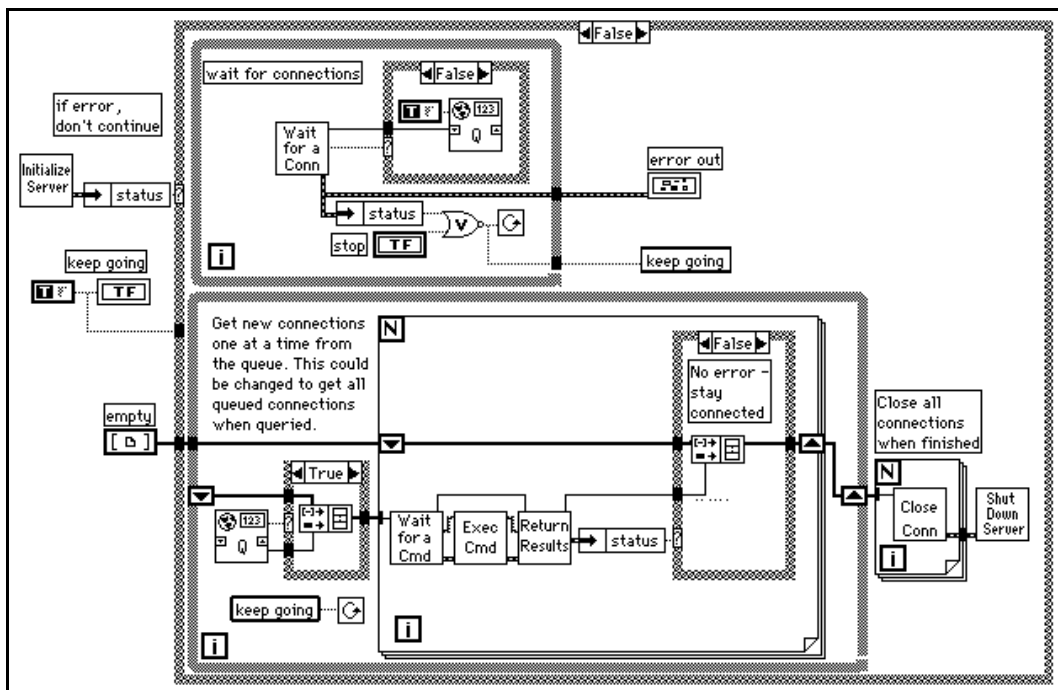 False
wait for connections
False
if error,
don't continue
T F
123
Q
Wait
for a
Conn
?
Initialize
Server
status
?
error out
status
V
stop
TF
i
keep going
keep going
T F
TF
Get new connections
one at a time from
the queue. This could
be changed to get all
queued connections
when queried.
N
False
No error -
stay
connected
empty
Close all
connections
when finished
True
N
123
Q
?
Wait
for a
Cmd
Exec
Cmd
Return
Results
status
?
Close
Conn
Shut
Down
Server
i
keep going
i
i